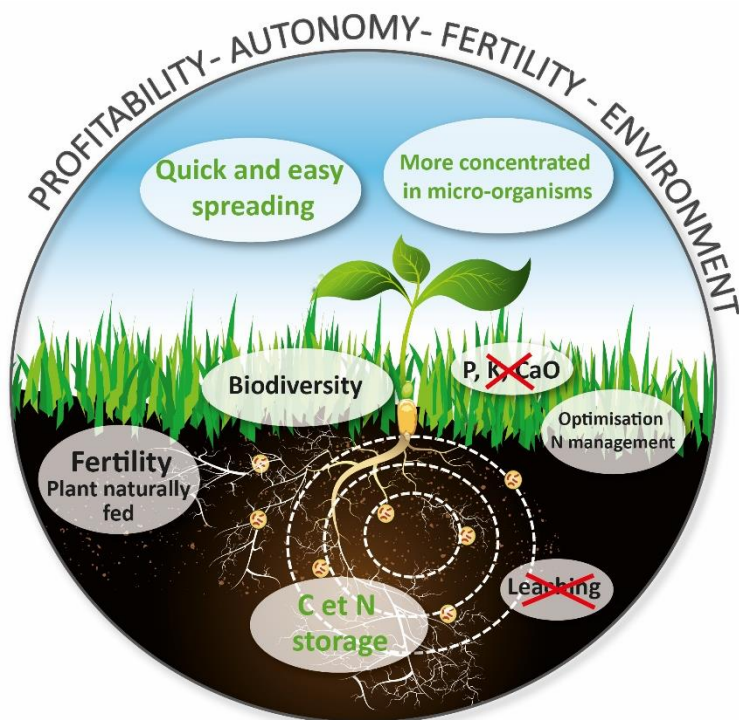 PROFITABILITY- AUTONOMY- FERTILITY - ENVIRONMENT
Quick and easy
spreading
More concentrated
in micro-organisms
Biodiversity
P, K, CaO
Optimisation
N management
Fertility
Plant naturally
fed
Leaching
C et N
storage